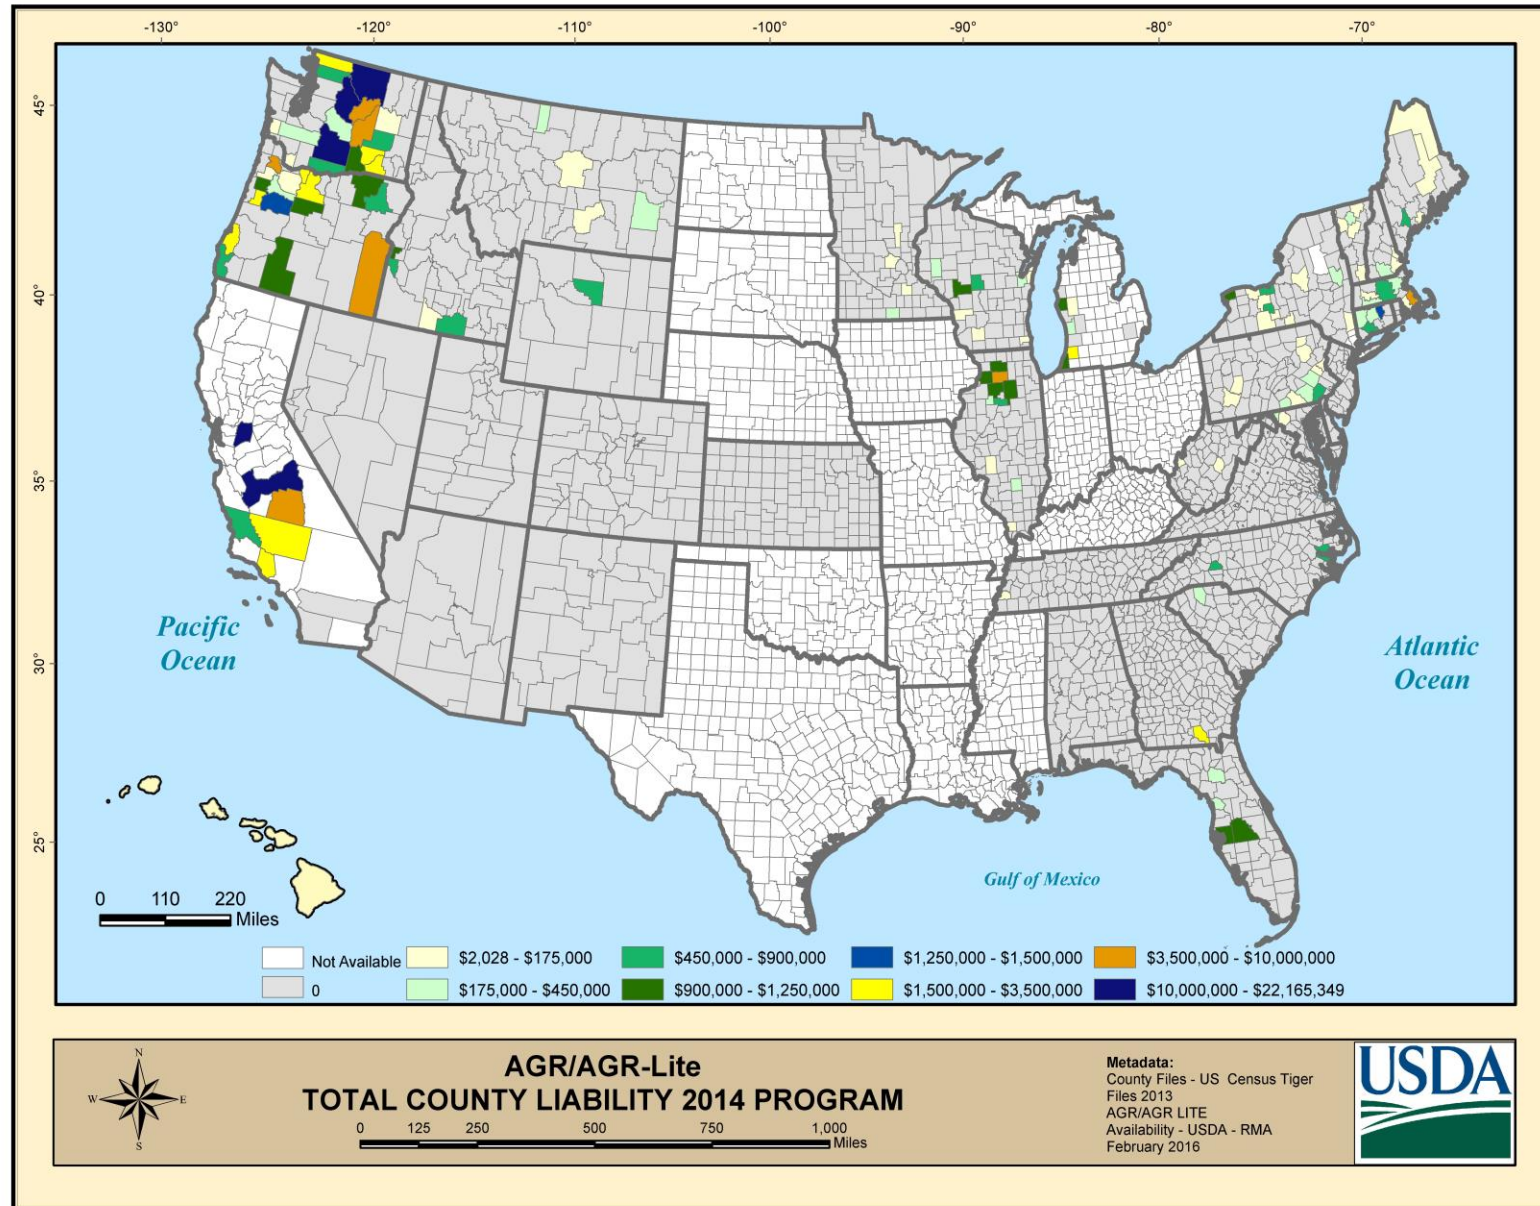 -130° -120° -110° -100° -90° -80° -70°
45°
40°
35°
30°
25°
Pacific
Ocean
Atlantic
Ocean
Gulf of Mexico
0 110 220
Miles
Not Available $2,028 - $175,000 $450,000 - $900,000 $1,250,000 - $1,500,000 $3,500,000 - $10,000,000
0 $175,000 - $450,000 $900,000 - $1,250,000 $1,500,000 - $3,500,000 $10,000,000 - $22,165,349
N
W E
S
AGR/AGR-Lite
TOTAL COUNTY LIABILITY 2014 PROGRAM
0 125 250 500 750 1,000
Miles
Metadata:
County Files - US Census Tiger
Files 2013
AGR/AGR LITE
Availability - USDA - RMA
February 2016
USDA